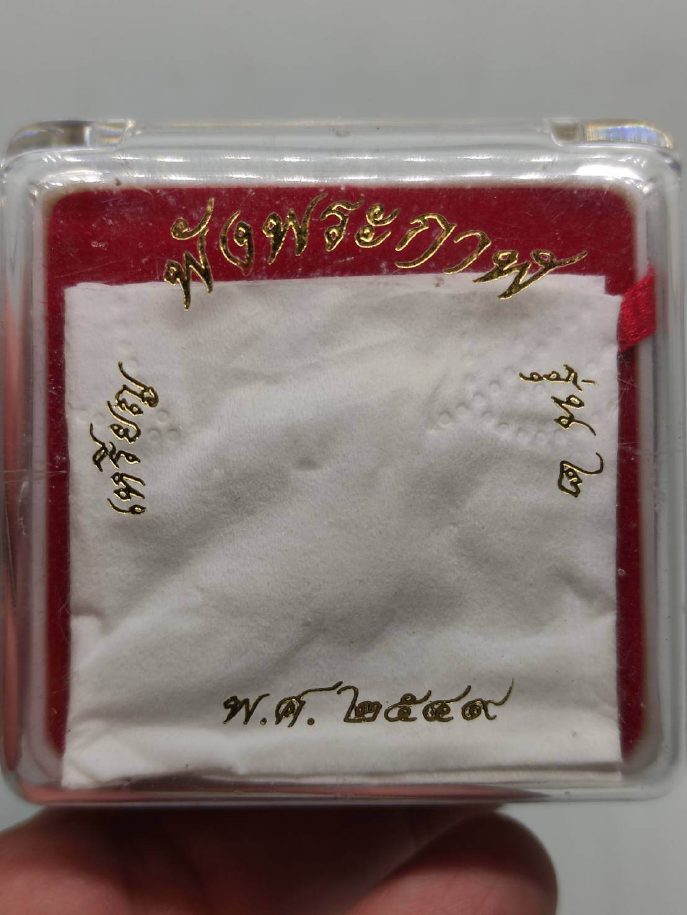 พังพระกาฬ
เหรียญ
รุ่น ๒
พ.ศ. ๒๕๔๙